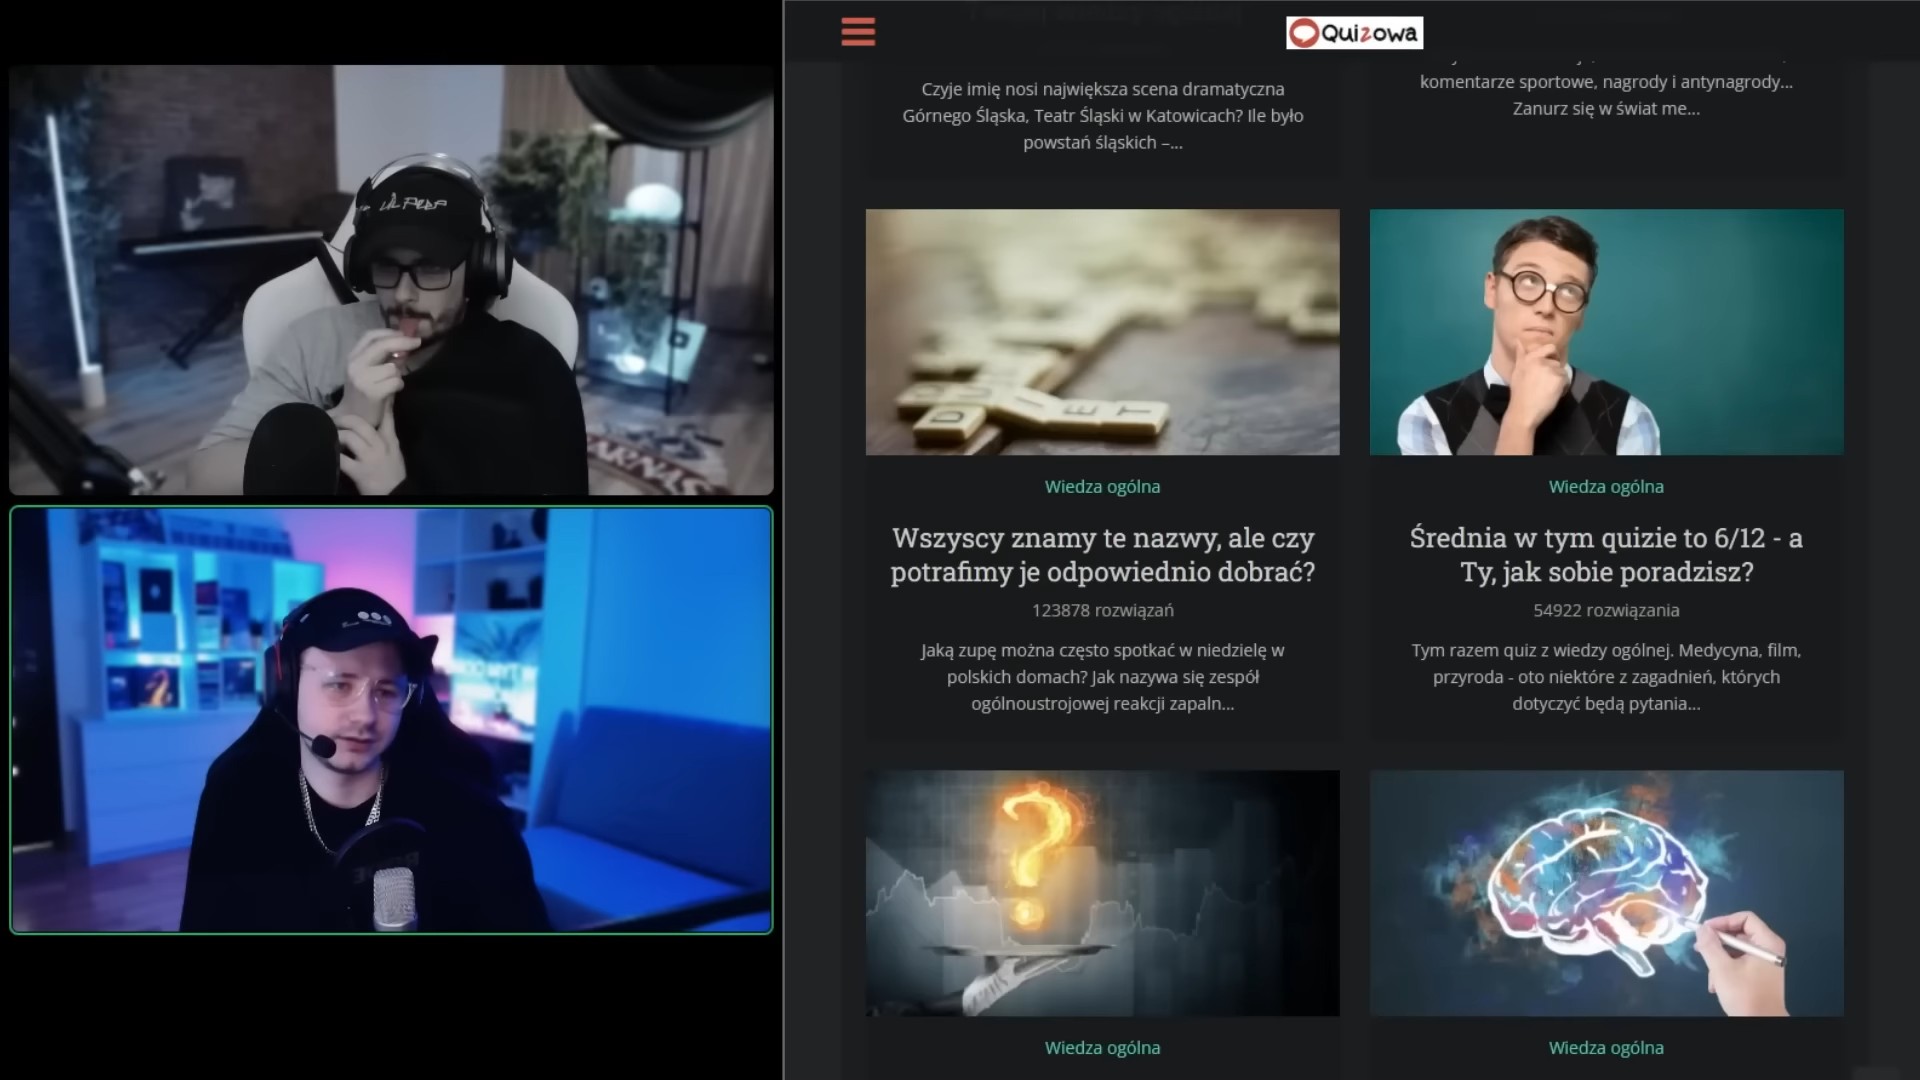 LIL PEEP
Quizowa
Czyje imię nosi największa scena dramatyczna
Górnego Śląska, Teatr Śląski w Katowicach? Ile było
powstań śląskich –...
komentarze sportowe, nagrody i antynagrody...
Zanurz się w świat me...
D I E T
Wiedza ogólna
Wszyscy znamy te nazwy, ale czy
potrafimy je odpowiednio dobrać?
123878 rozwiązań
Jaką zupę można często spotkać w niedzielę w
polskich domach? Jak nazywa się zespół
ogólnoustrojowej reakcji zapaln...
Wiedza ogólna
Średnia w tym quizie to 6/12 - a
Ty, jak sobie poradzisz?
54922 rozwiązania
Tym razem quiz z wiedzy ogólnej. Medycyna, film,
przyroda - oto niektóre z zagadnień, których
dotyczyć będą pytania...
Wiedza ogólna
Wiedza ogólna